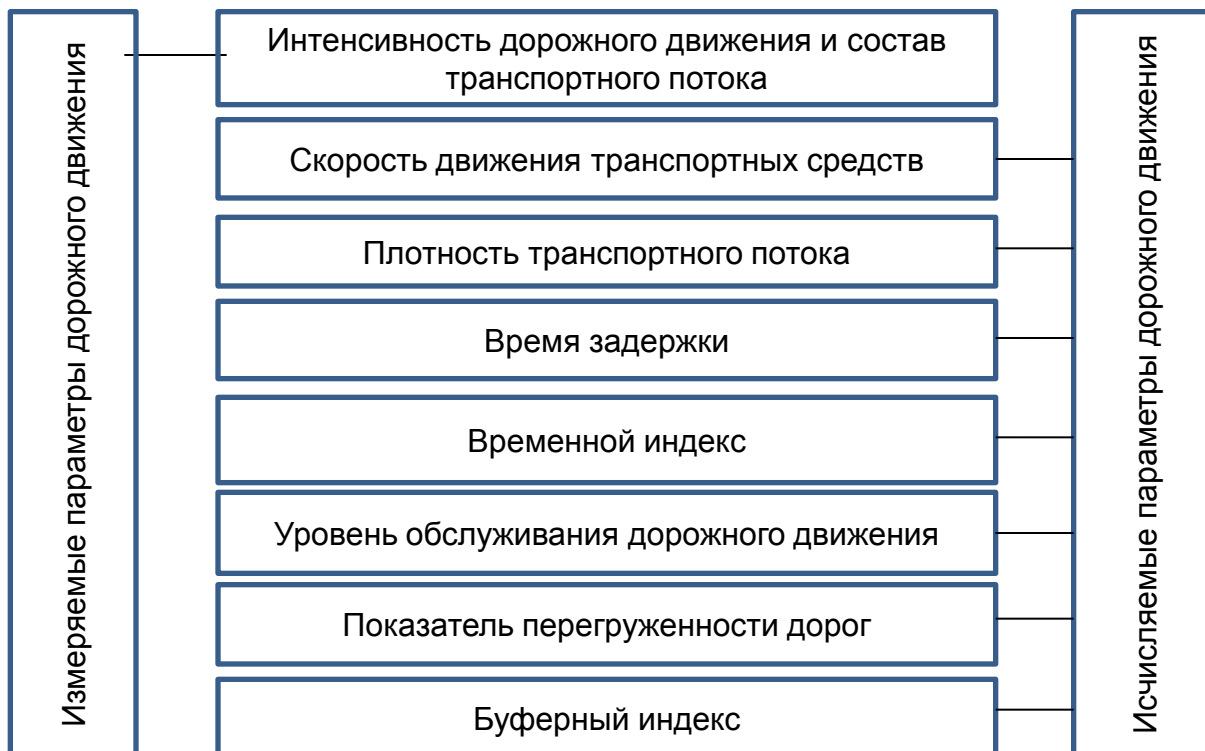 Измеряемые параметры дорожного движения
Интенсивность дорожного движения и состав
транспортного потока
Скорость движения транспортных средств
Плотность транспортного потока
Время задержки
Временной индекс
Уровень обслуживания дорожного движения
Показатель перегруженности дорог
Буферный индекс
Исчисляемые параметры дорожного движения